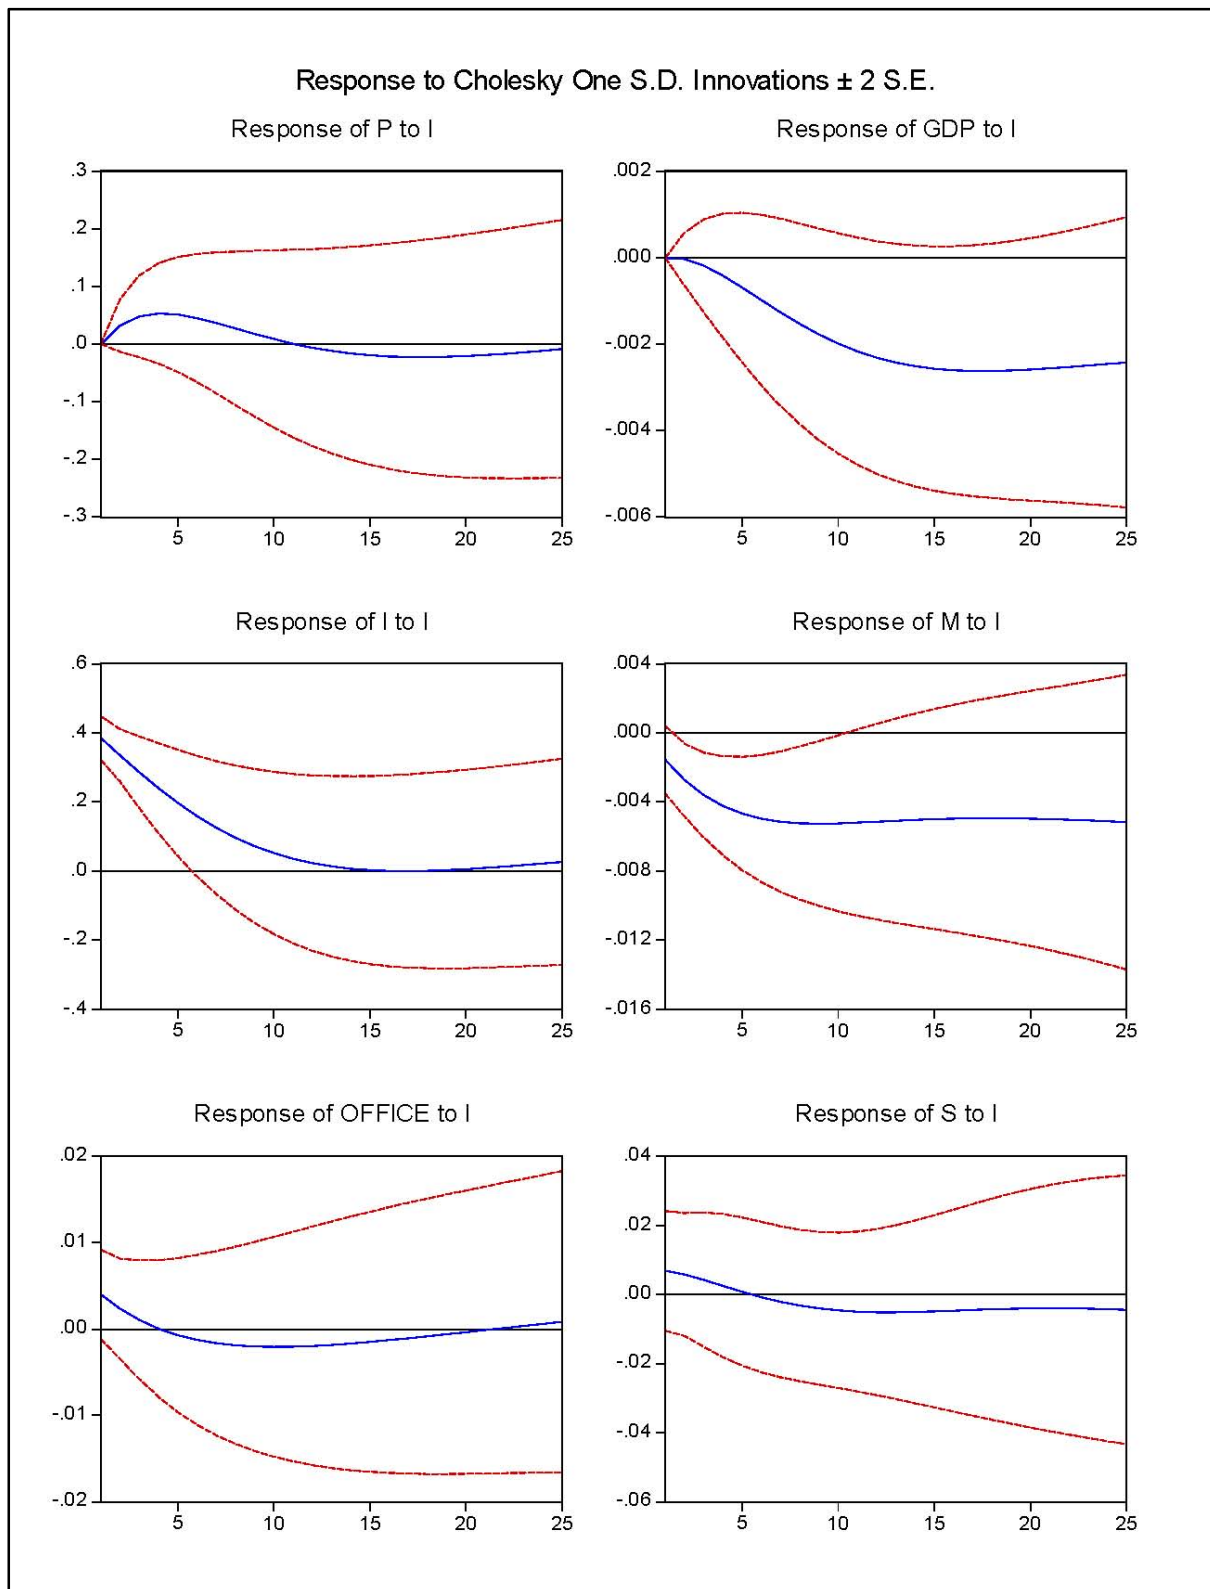 Response to Cholesky One S.D. Innovations ± 2 S.E.
Response of P to I
.3
.2
.1
.0
-.1
-.2
-.3
5 10 15 20 25
Response of GDP to I
.002
.000
-.002
-.004
-.006
5 10 15 20 25
Response of I to I
.6
.4
.2
.0
-.2
-.4
5 10 15 20 25
Response of M to I
.004
.000
-.004
-.008
-.012
-.016
5 10 15 20 25
Response of OFFICE to I
.02
.01
.00
-.01
-.02
5 10 15 20 25
Response of S to I
.04
.02
.00
-.02
-.04
-.06
5 10 15 20 25